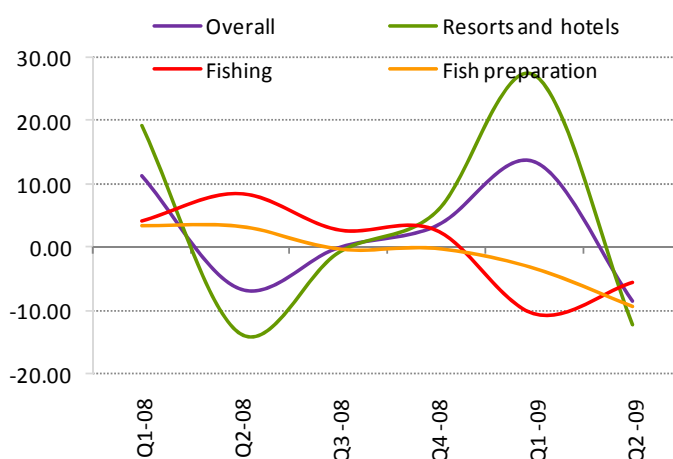 Overall Resorts and hotels
30.00
Fishing Fish preparation
20.00
10.00
0.00
-10.00
-20.00
Q1-08 Q2-08 Q3-08 Q4-08 Q1-09 Q2-09